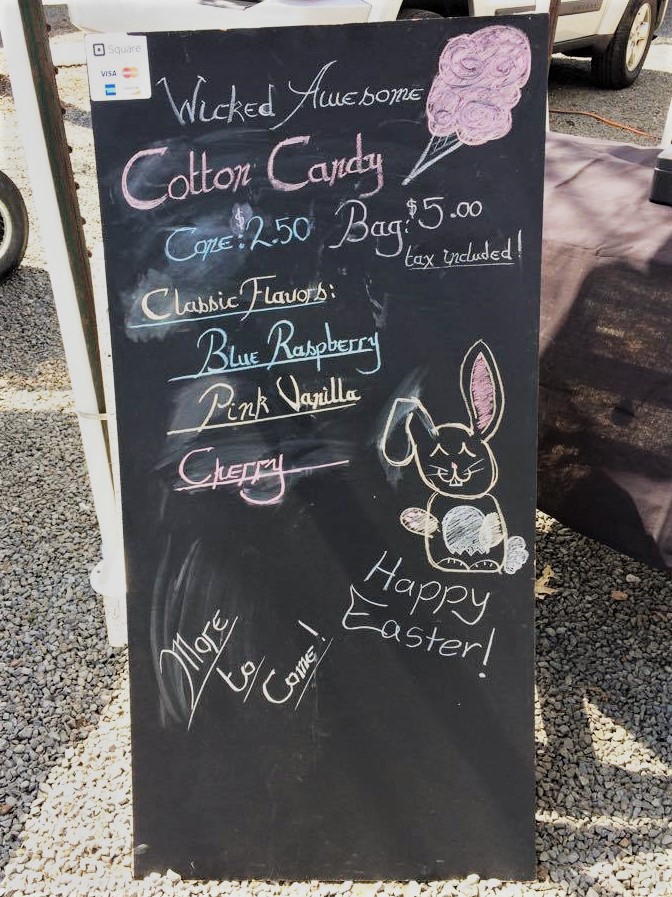 Square
VISA
Wicked Awesome
Cotton Candy
Cone: $2.50 Bag: $5.00
tax included!
Classic Flavors:
Blue Raspberry
Pink Vanilla
Cherry
Happy
Easter!
More
to
Come!